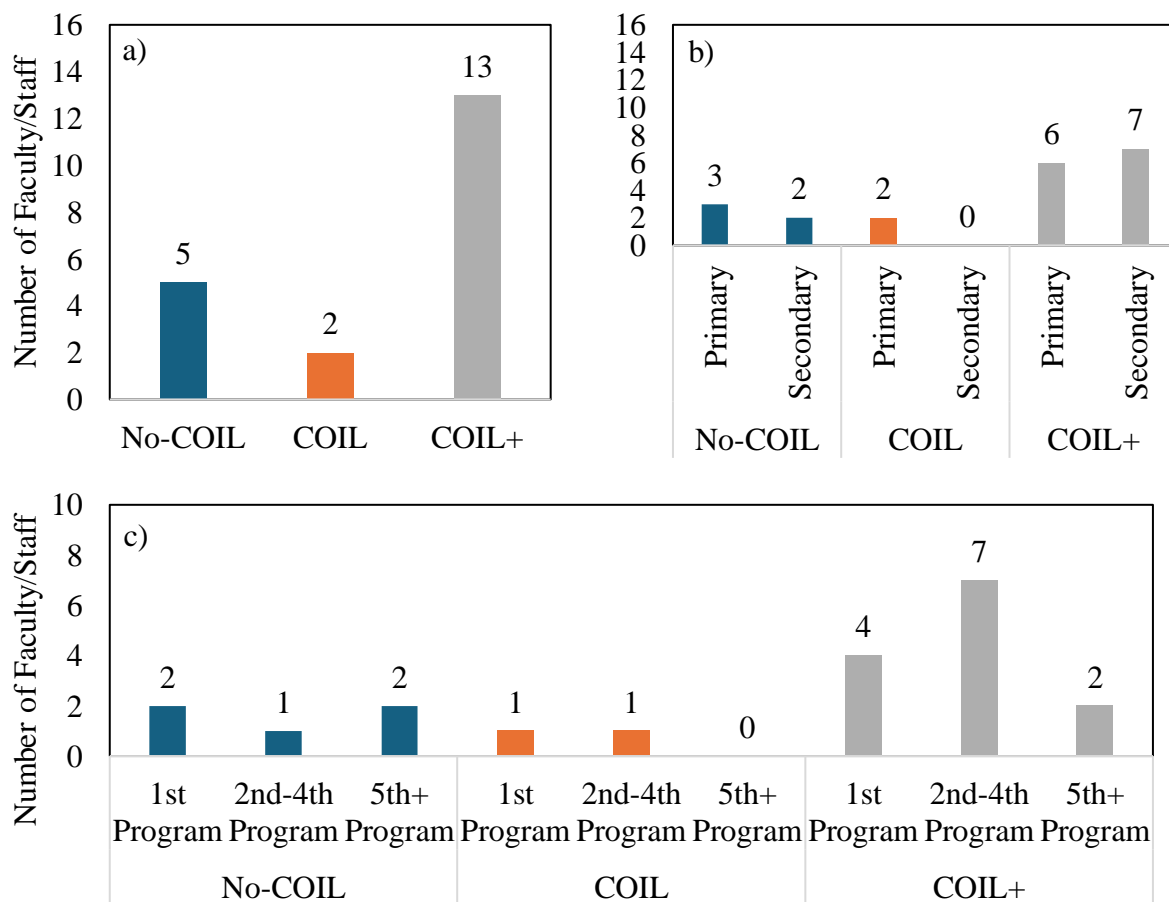 Number of Faculty/Staff
16
14
12
10
8
6
4
2
0
a)
5
2
13
No-COIL COIL COIL+
16
14
12
10
8
6
4
2
0
b)
3
2
2
0
6
7
Primary
Secondary
Primary
Secondary
Primary
Secondary
No-COIL COIL COIL+
Number of Faculty/Staff
10
8
6
4
2
0
c)
2
1
2
1
1
0
4
7
2
1st 2nd-4th 5th+ 1st 2nd-4th 5th+ 1st 2nd-4th 5th+
Program Program Program Program Program Program Program Program Program
No-COIL COIL COIL+